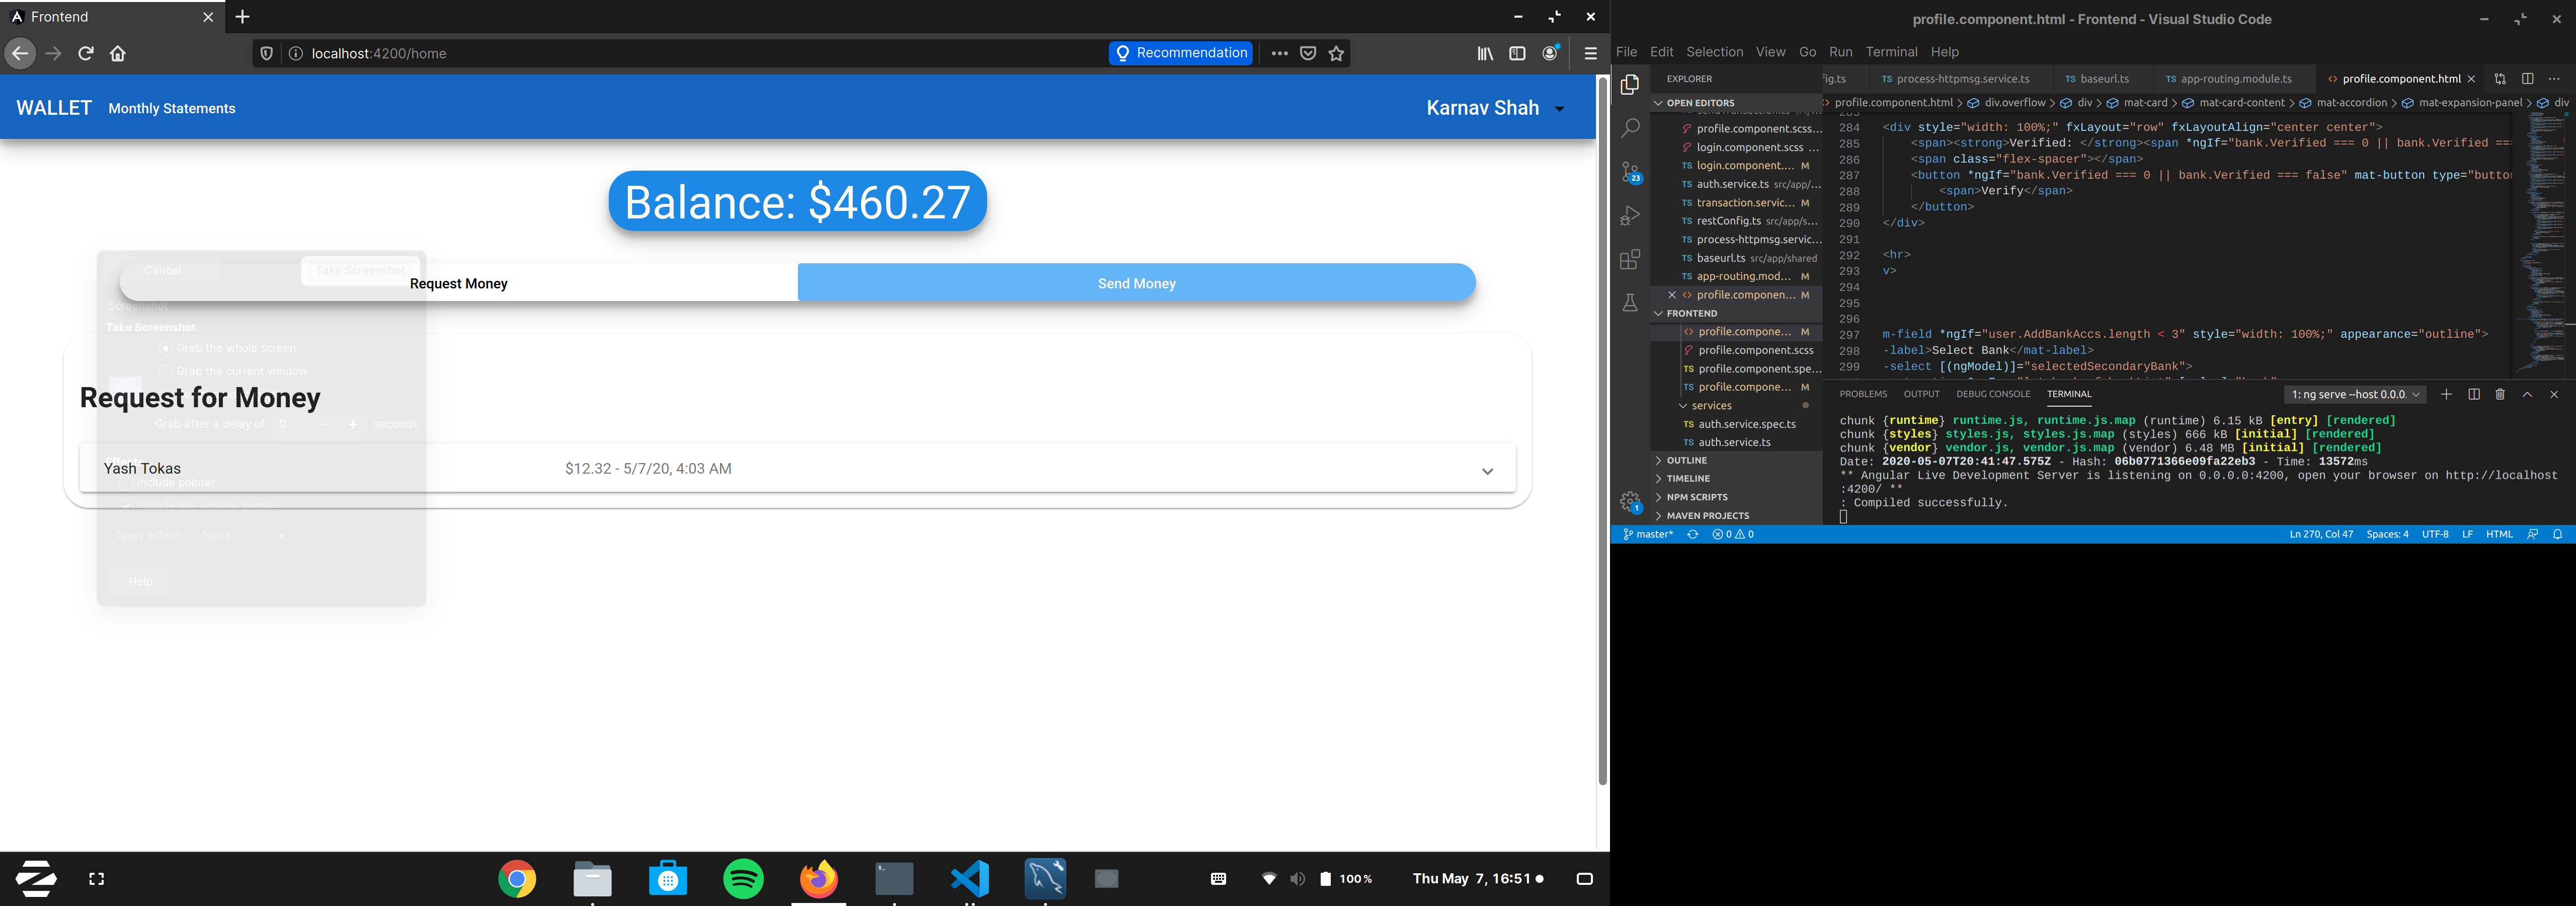 Frontend
localhost:4200/home
Recommendation
WALLET Monthly Statements
Karnav Shah
Balance: $460.27
Cancel Take Screenshot
Request Money
Send Money
Screenshot
Take Screenshot
Grab the whole screen
Grab the current window
Request for Money
Grab after a delay of 0 − + seconds
Effects
Yash Tokas
$12.32 - 5/7/20, 4:03 AM
Include pointer
Apply effect: None
Help
100 %
Thu May 7, 16:51
profile.component.html - Frontend - Visual Studio Code
File Edit Selection View Go Run Terminal Help
EXPLORER
OPEN EDITORS
profile.component.scss...
login.component.scss ...
login.component.... M
auth.service.ts src/app/...
transaction.servic... M
restConfig.ts src/app/s...
process-httpmsg.servic...
baseurl.ts src/app/shared
app-routing.mod... M
profile.componen... M
FRONTEND
profile.compone... M
profile.component.scss
profile.component.spe...
profile.compone... M
services
auth.service.spec.ts
auth.service.ts
OUTLINE
TIMELINE
NPM SCRIPTS
MAVEN PROJECTS
23
1
fig.ts process-httpmsg.service.ts baseurl.ts app-routing.module.ts profile.component.html
profile.component.html > div.overflow > div > mat-card > mat-card-content > mat-accordion > mat-expansion-panel > div
284 <div style="width: 100%;" fxLayout="row" fxLayoutAlign="center center">
285 <span><strong>Verified: </strong><span *ngIf="bank.Verified === 0 || bank.Verified ==
286 <span class="flex-spacer"></span>
287 <button *ngIf="bank.Verified === 0 || bank.Verified === false" mat-button type="butto
288 <span>Verify</span>
289 </button>
290 </div>
291
292 <hr>
293 v>
294
295
296
297 m-field *ngIf="user.AddBankAccs.length < 3" style="width: 100%;" appearance="outline">
298 -label>Select Bank</mat-label>
299 -select [(ngModel)]="selectedSecondaryBank">
PROBLEMS OUTPUT DEBUG CONSOLE TERMINAL
1: ng serve --host 0.0.0.
chunk {runtime} runtime.js, runtime.js.map (runtime) 6.15 kB [entry] [rendered]
chunk {styles} styles.js, styles.js.map (styles) 666 kB [initial] [rendered]
chunk {vendor} vendor.js, vendor.js.map (vendor) 6.48 MB [initial] [rendered]
Date: 2020-05-07T20:41:47.575Z - Hash: 06b0771366e09fa22eb3 - Time: 13572ms
** Angular Live Development Server is listening on 0.0.0.0:4200, open your browser on http://localhost
:4200/ **
: Compiled successfully.
master* 0 0
Ln 270, Col 47 Spaces: 4 UTF-8 LF HTML